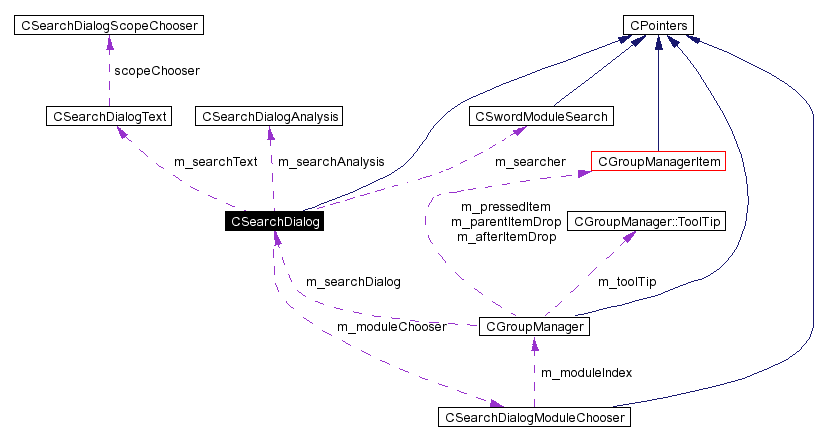 CSearchDialogScopeChooser
CPointers
scopeChooser
CSearchDialogText
CSearchDialogAnalysis
CSwordModuleSearch
m_searchText
m_searchAnalysis
m_searcher
CGroupManagerItem
m_pressedItem
m_parentItemDrop
m_afterItemDrop
CSearchDialog
CGroupManager::ToolTip
m_searchDialog
m_toolTip
m_moduleChooser
CGroupManager
m_moduleIndex
CSearchDialogModuleChooser